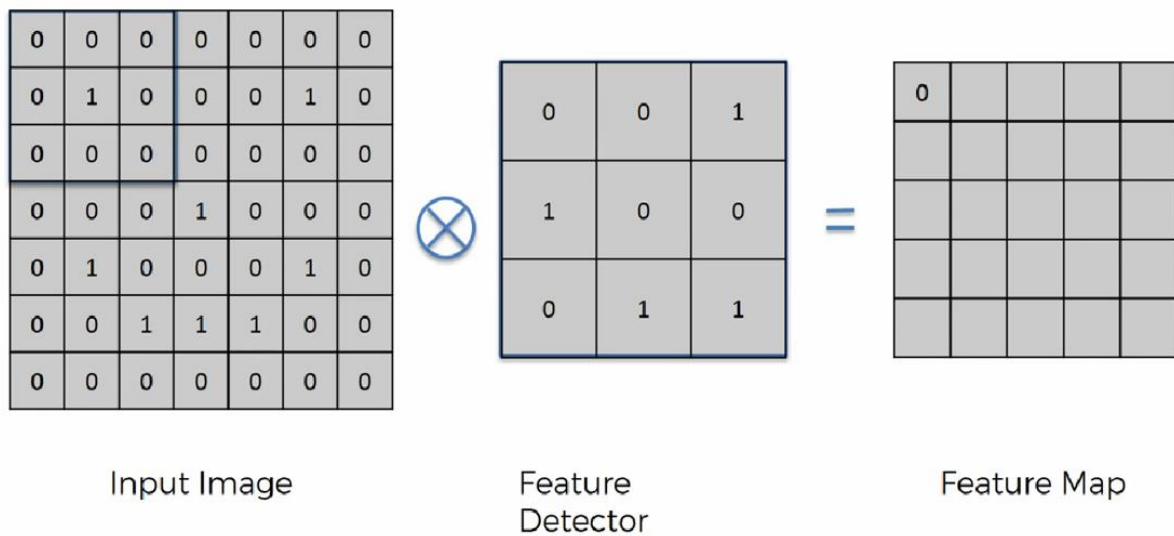 0 0 0 0 0 0 0
0 1 0 0 0 1 0
0 0 0 0 0 0 0
0 0 0 1 0 0 0
0 1 0 0 0 1 0
0 0 1 1 1 0 0
0 0 0 0 0 0 0
Input Image
0 0 1
1 0 0
0 1 1
Feature
Detector
=
0
Feature Map